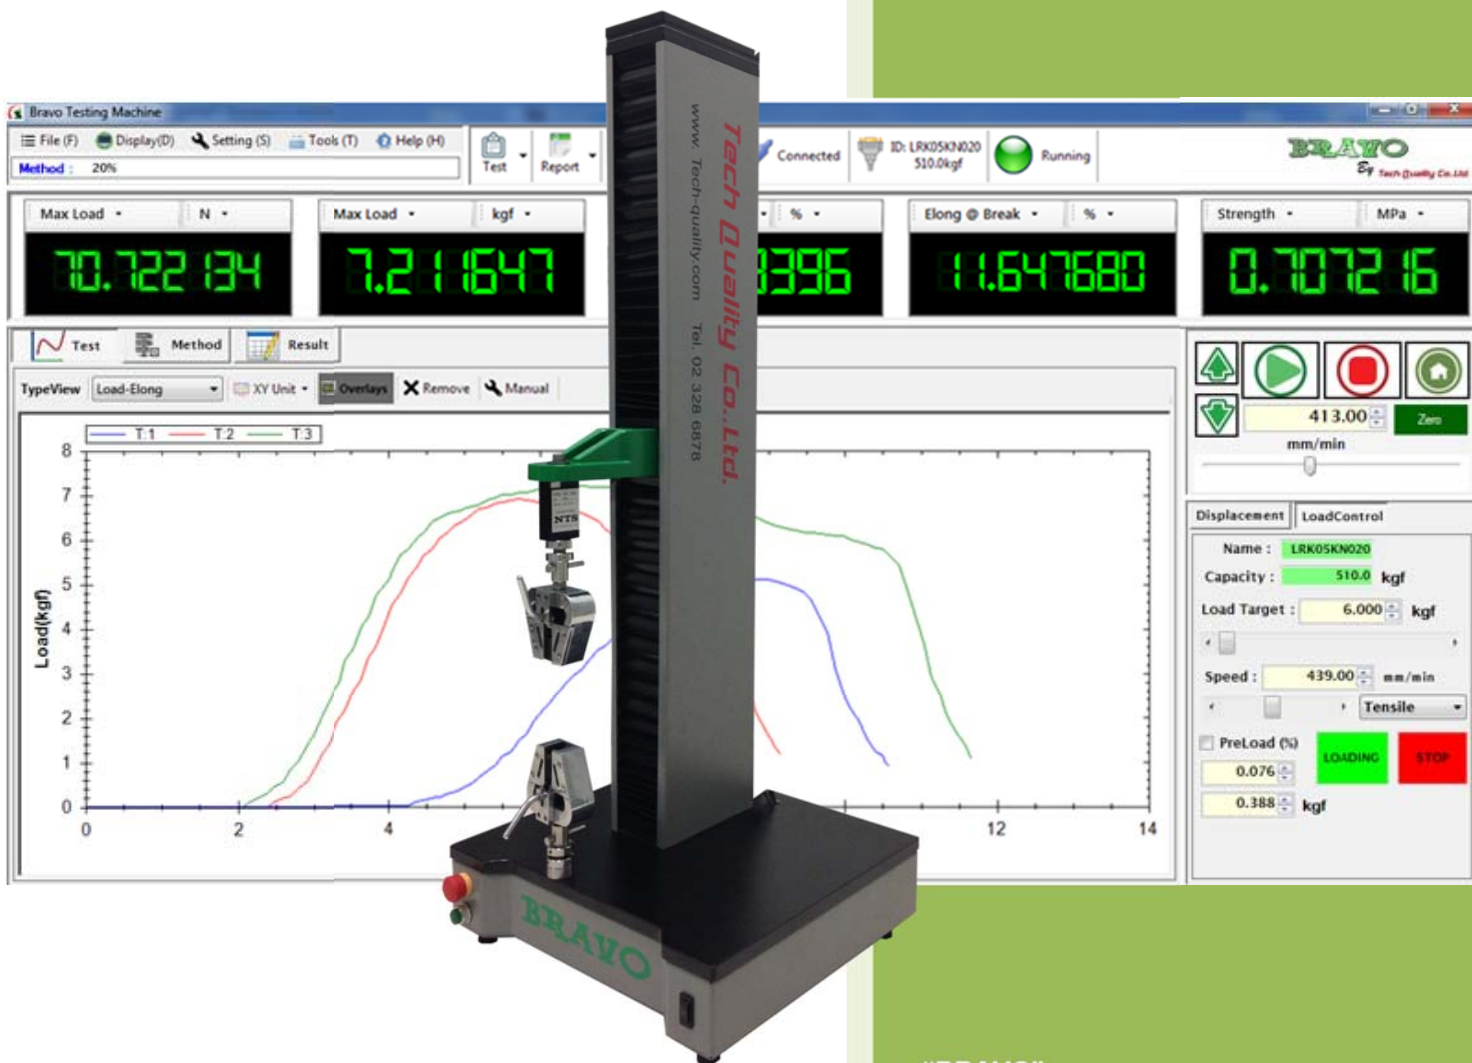 Bravo Testing Machine
File (F) Display(D) Setting (S) Tools (T) Help (H)
Method : 20%
Test Report Connected ID: LRK05KN020 510.0kgf Running
BRAVO
By Tech Quality Co.Ltd
Max Load N Max Load kgf % Elong @ Break % Strength MPa
70.722134 7.211647 396 11.647680 0.707216
Test Method Result
TypeView Load-Elong XY Unit Overlays Remove Manual
T:1 T:2 T:3
Load(kgf)
8
7
6
5
4
3
2
1
0
0 2 4 12 14
413.00 Zero
mm/min
Displacement LoadControl
Name : LRK05KN020
Capacity : 510.0 kgf
Load Target : 6.000 kgf
Speed : 439.00 mm/min
Tensile
PreLoad (%) LOADING STOP
0.076
0.388 kgf
Tech Quality Co.,Ltd.
www. Tech-quality.com Tel. 02 328 6878
NTS
BRAVO